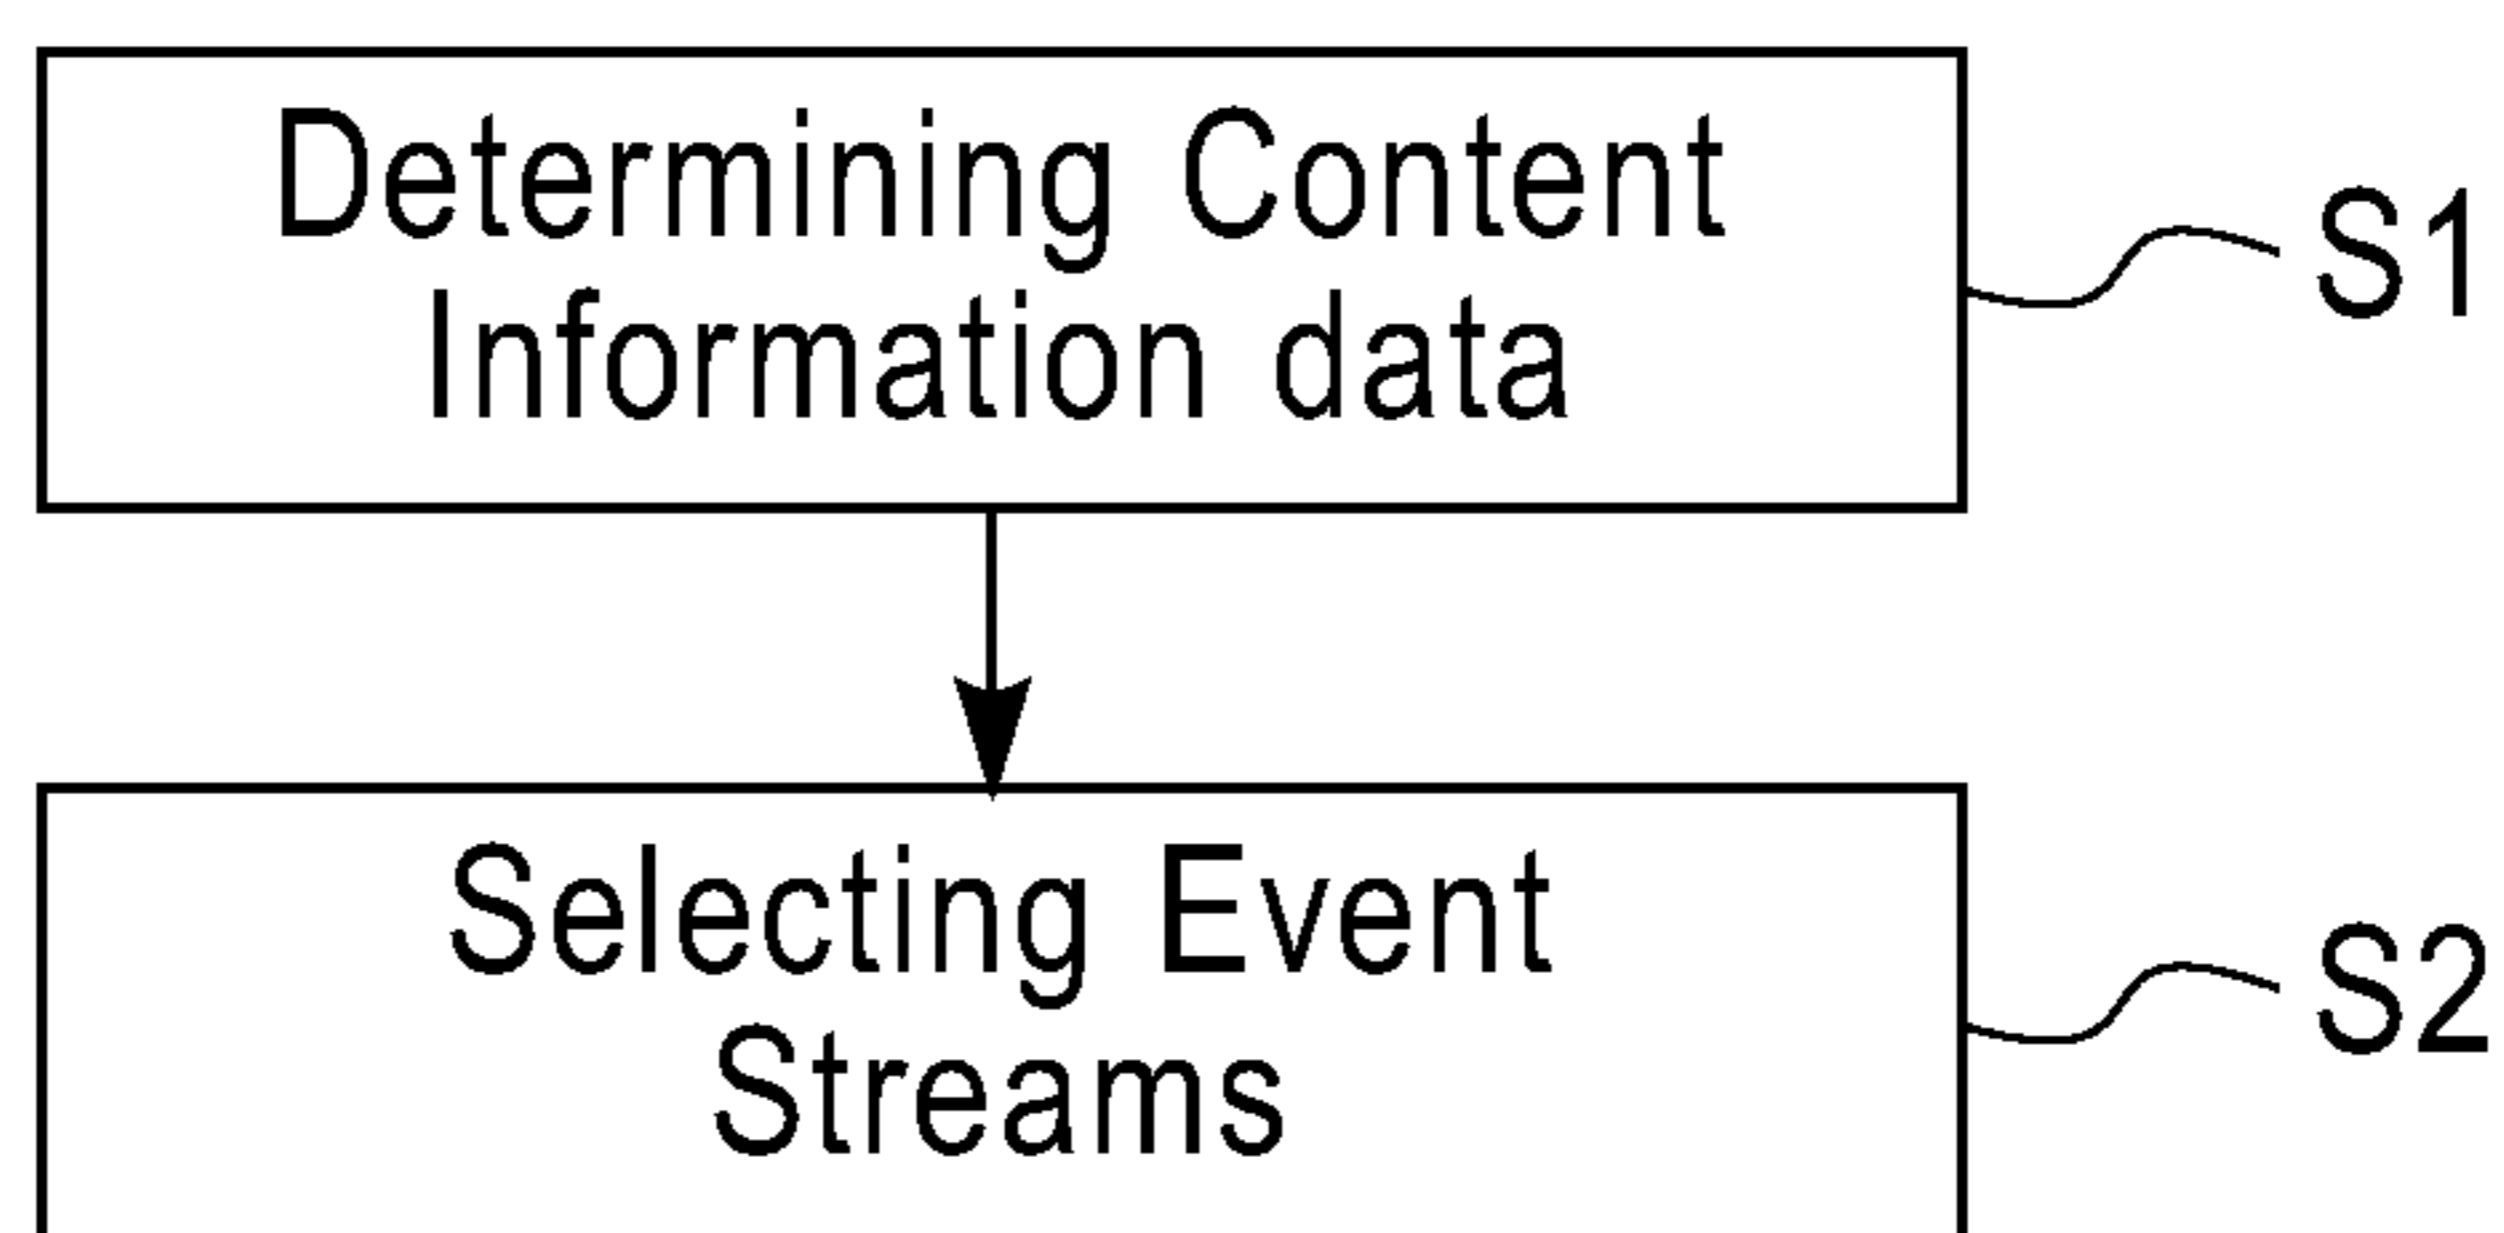 Determining Content
Information data
S1
Selecting Event
Streams
S2